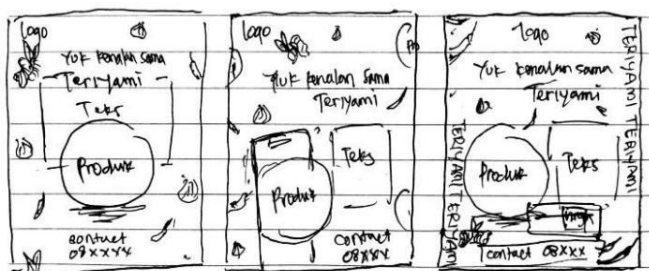 Logo
Yuk kenalan sama
Teriyami
Teks
Produk
contact
08XXXX
Logo
Yuk kenalan sama
Teriyami
Teks
Produk
contact
08XXX
Logo
Yuk kenalan sama
Teriyami
Teks
Produk
contact 08XXX
TERIYAMI TERIYAMI
TERIYAMI TERIYAMI